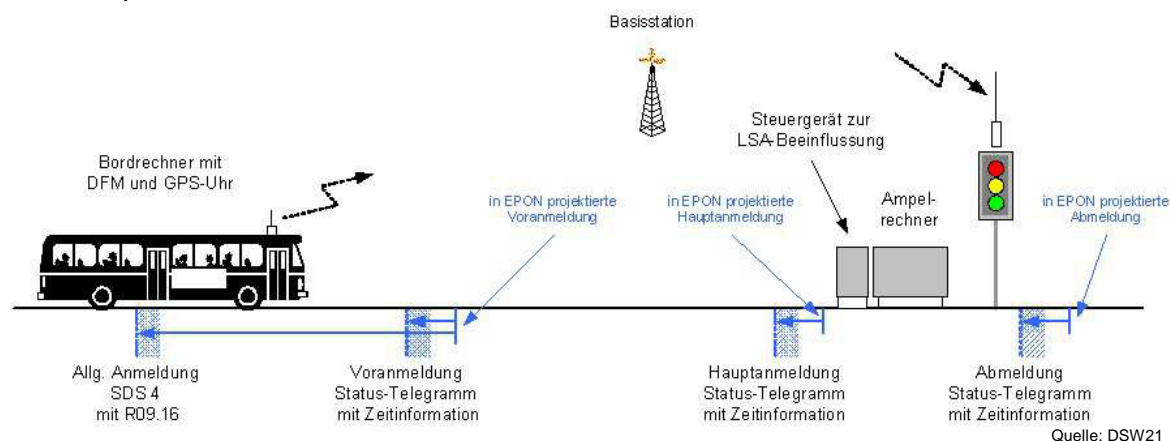 Basisstation
Steuergerät zur
LSA-Beeinflussung
Bordrechner mit
DFM und GPS-Uhr
in EPON projektierte
Voranmeldung
in EPON projektierte
Hauptanmeldung
Ampel-
rechner
in EPON projektierte
Abmeldung
Allg. Anmeldung
SDS 4
mit R09.16
Voranmeldung
Status-Telegramm
mit Zeitinformation
Hauptanmeldung
Status-Telegramm
mit Zeitinformation
Abmeldung
Status-Telegramm
mit Zeitinformation
Quelle: DSW21